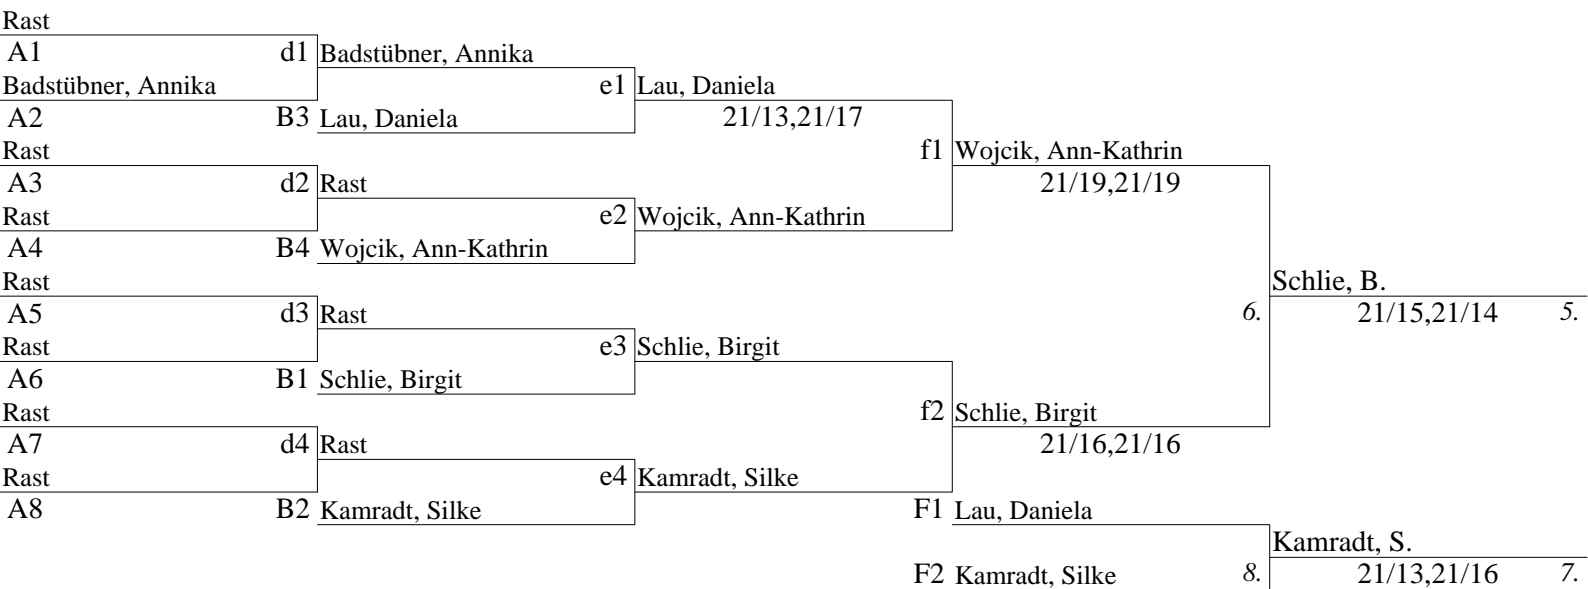 Rast
A1 d1 Badstübner, Annika
Badstübner, Annika e1 Lau, Daniela
A2 B3 Lau, Daniela 21/13,21/17
Rast f1 Wojcik, Ann-Kathrin
A3 d2 Rast 21/19,21/19
Rast e2 Wojcik, Ann-Kathrin
A4 B4 Wojcik, Ann-Kathrin
Rast Schlie, B.
A5 d3 Rast 6. 21/15,21/14 5.
Rast e3 Schlie, Birgit
A6 B1 Schlie, Birgit
Rast f2 Schlie, Birgit
A7 d4 Rast 21/16,21/16
Rast e4 Kamradt, Silke
A8 B2 Kamradt, Silke F1 Lau, Daniela
Kamradt, S.
F2 Kamradt, Silke 8. 21/13,21/16 7.